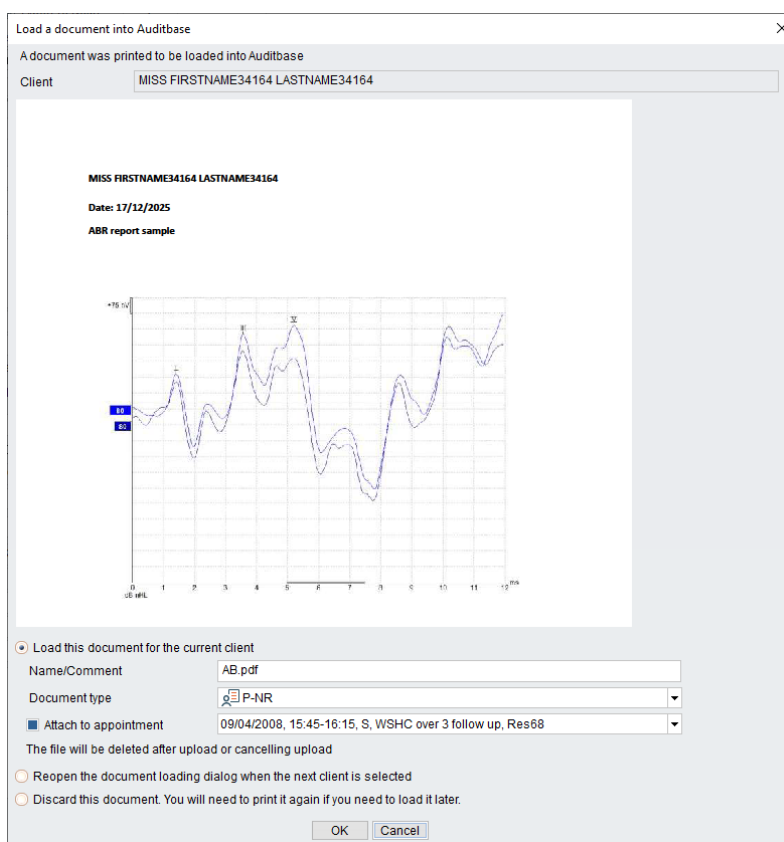 Load a document into Auditbase
A document was printed to be loaded into Auditbase
Client MISS FIRSTNAME34164 LASTNAME34164
MISS FIRSTNAME34164 LASTNAME34164
Date: 17/12/2025
ABR report sample
I
III
V
80
80
0 1 2 3 4 5 6 7 8 9 10 11 12 ms
dB nHL
Load this document for the current client
Name/Comment AB.pdf
Document type P-NR
Attach to appointment 09/04/2008, 15:45-16:15, S, WSHC over 3 follow up, Res68
The file will be deleted after upload or cancelling upload
Reopen the document loading dialog when the next client is selected
Discard this document. You will need to print it again if you need to load it later.
OK Cancel